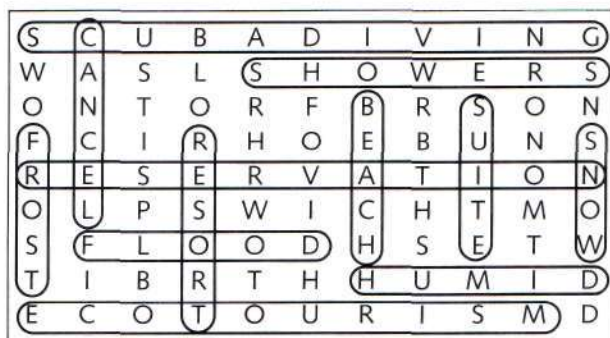 S C U B A D I V I N G
W A S L S H O W E R S
O N T O R F B R S O N
F C I R H O E B U N S
R E S E R V A T I O N
O L P S W I C H T M O
S F L O O D H S E T W
T I B R T H H U M I D
E C O T O U R I S M D